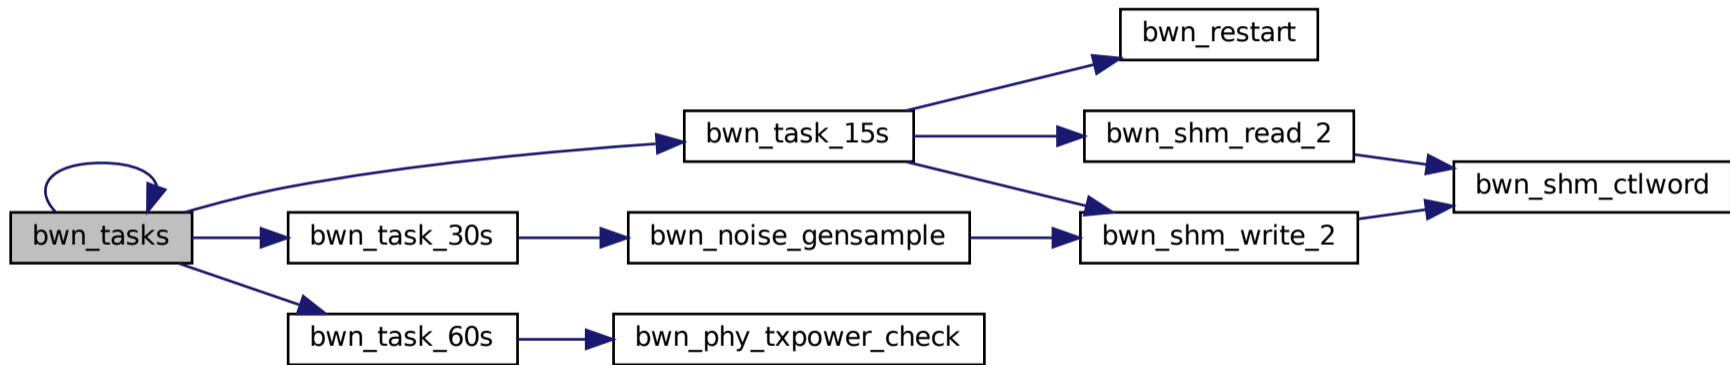 bwn_restart
bwn_task_15s
bwn_shm_read_2
bwn_shm_ctlword
bwn_tasks
bwn_task_30s
bwn_noise_gensample
bwn_shm_write_2
bwn_task_60s
bwn_phy_txpower_check